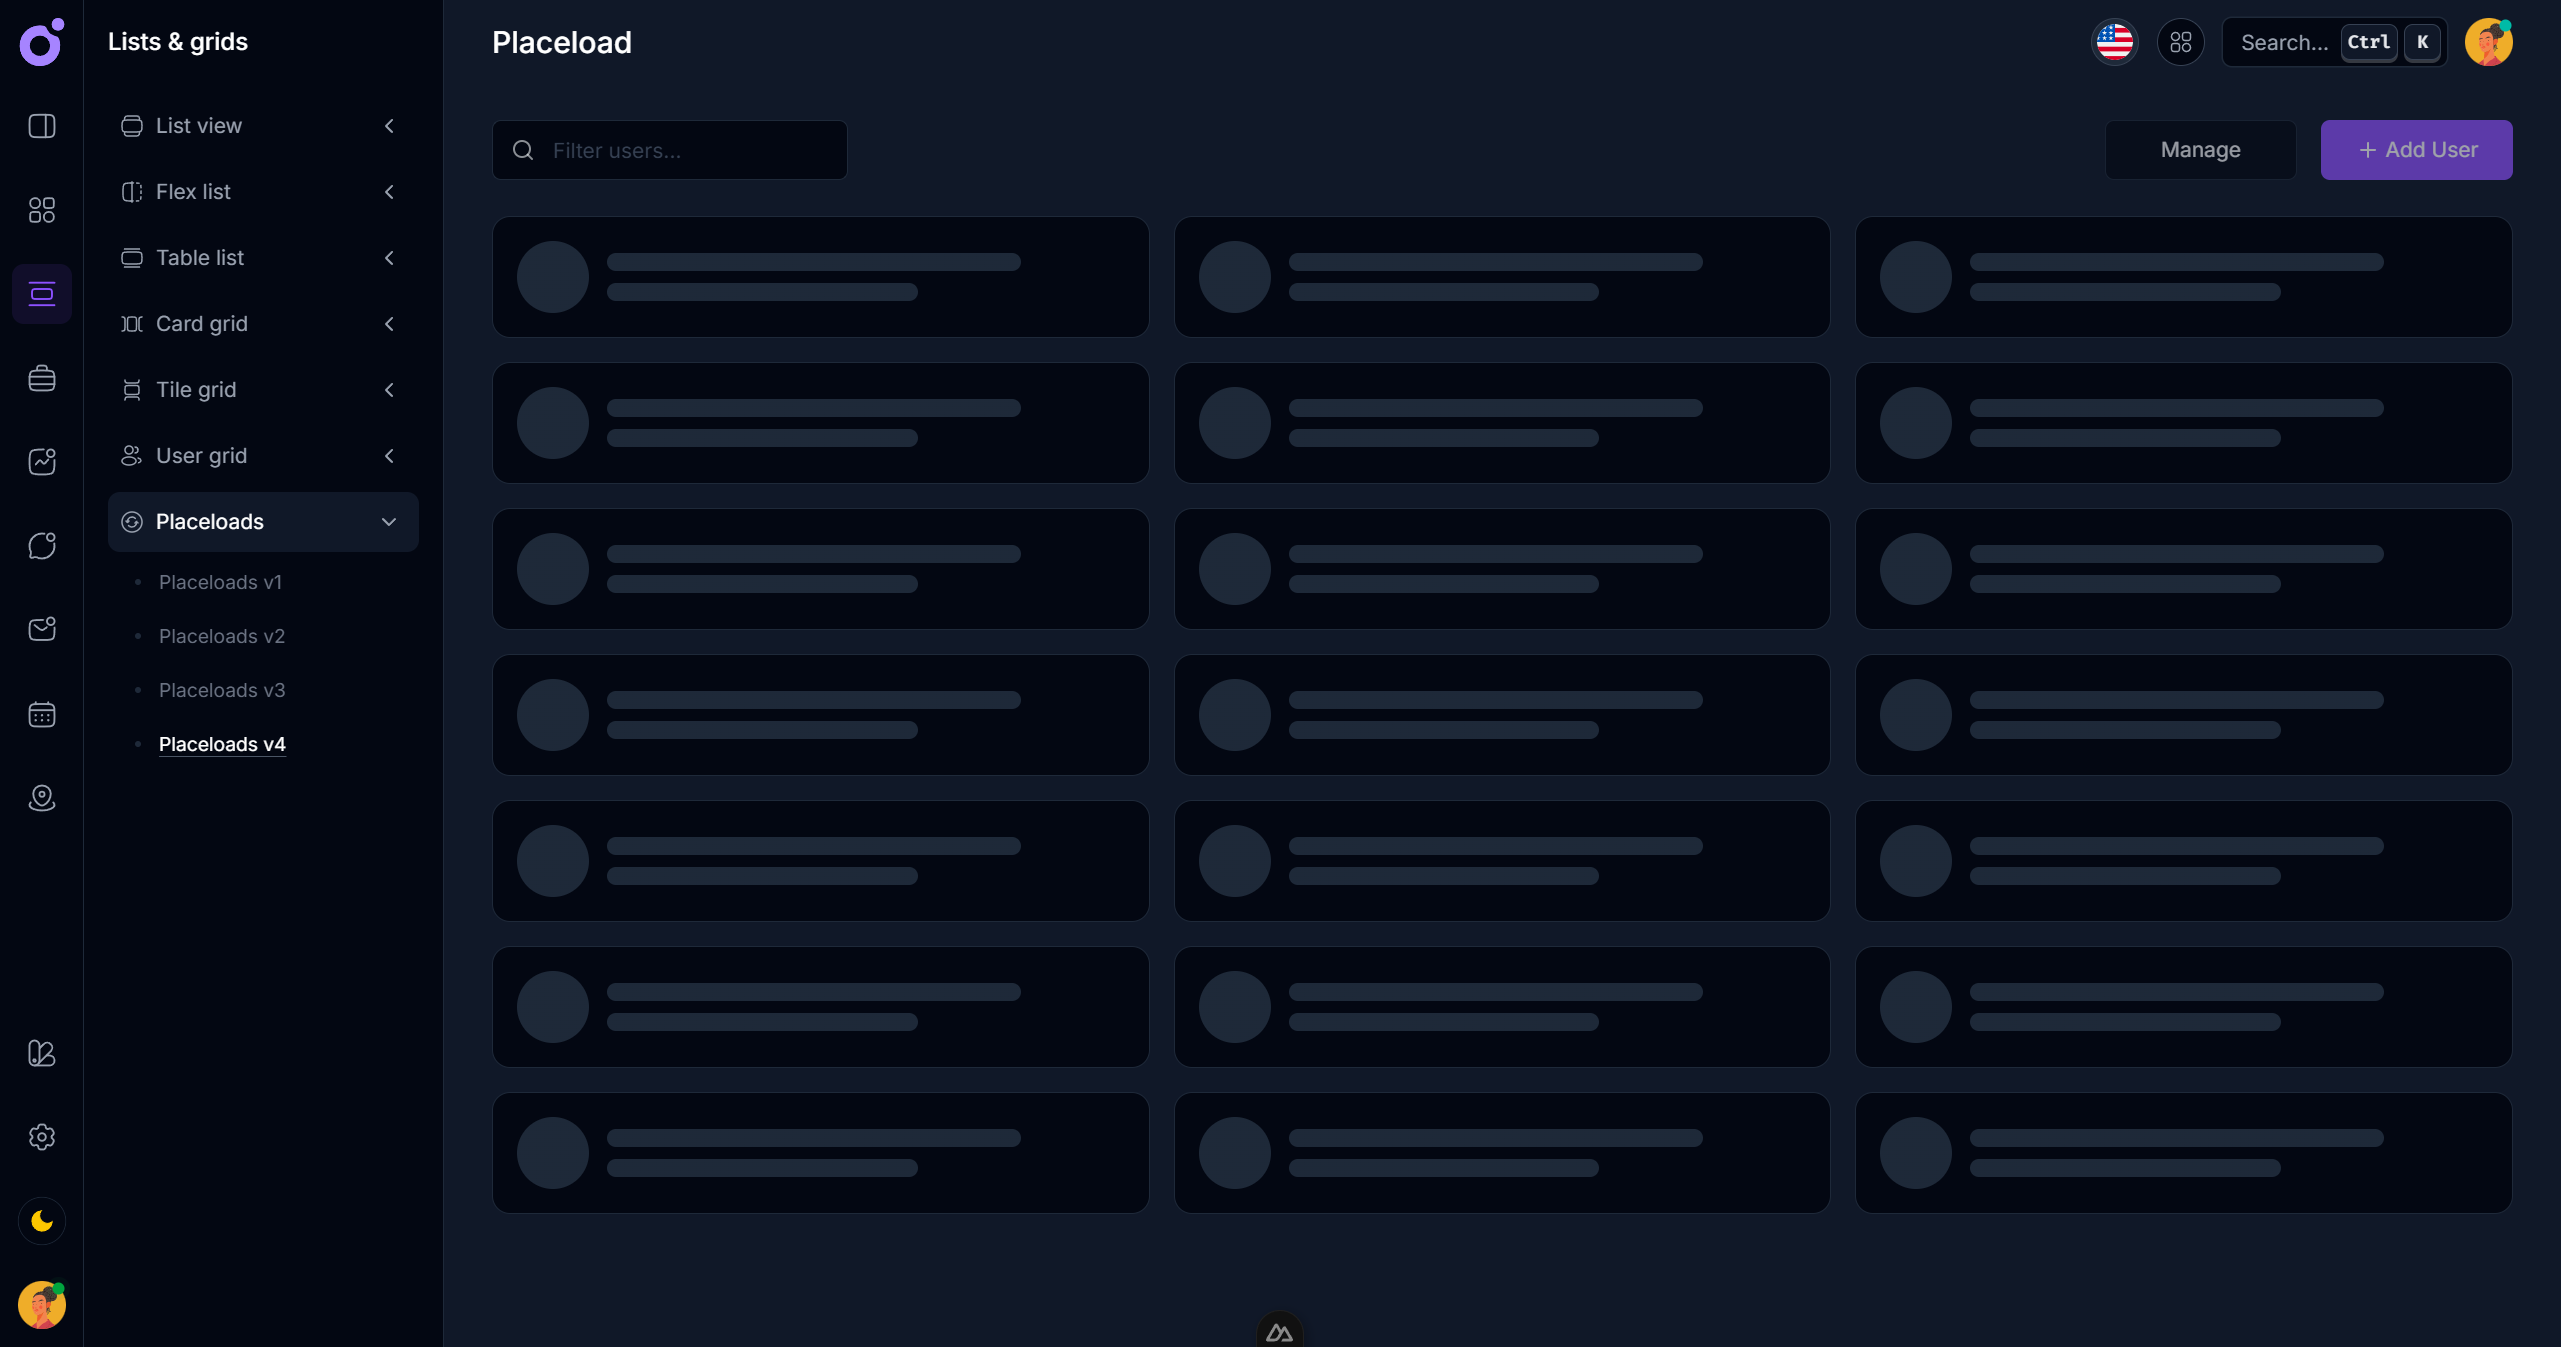 Lists & grids
List view
Flex list
Table list
Card grid
Tile grid
User grid
Placeloads
Placeloads v1
Placeloads v2
Placeloads v3
Placeloads v4
Placeload
Search... Ctrl K
Filter users...
Manage
+ Add User